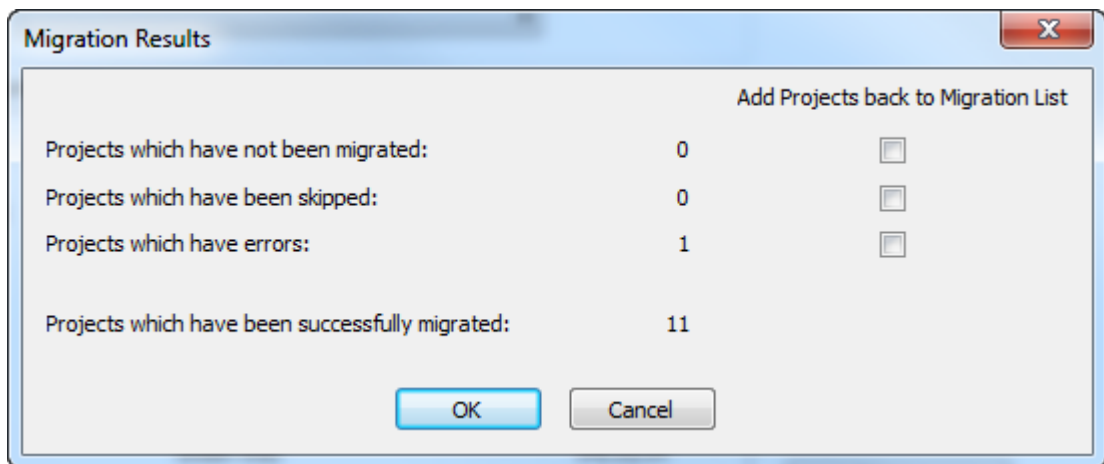 Migration Results
Add Projects back to Migration List
Projects which have not been migrated: 0
Projects which have been skipped: 0
Projects which have errors: 1
Projects which have been successfully migrated: 11
OK Cancel